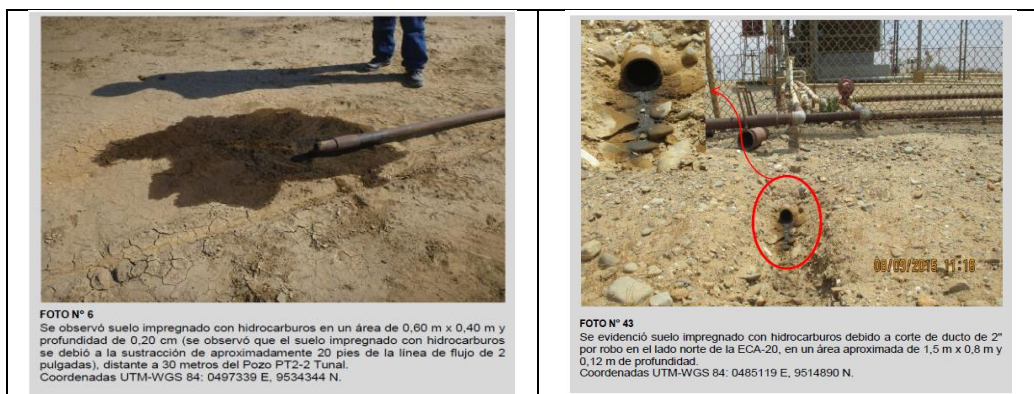 FOTO N° 6
Se observó suelo impregnado con hidrocarburos en un área de 0,60 m x 0,40 m y
profundidad de 0,20 cm (se observó que el suelo impregnado con hidrocarburos
se debió a la sustracción de aproximadamente 20 pies de la línea de flujo de 2
pulgadas), distante a 30 metros del Pozo PT2-2 Tunal.
Coordenadas UTM-WGS 84: 0497339 E, 9534344 N.
08/09/2015 11:18
FOTO N° 43
Se evidenció suelo impregnado con hidrocarburos debido a corte de ducto de 2"
por robo en el lado norte de la ECA-20, en un área aproximada de 1,5 m x 0,8 m y
0,12 m de profundidad.
Coordenadas UTM-WGS 84: 0485119 E, 9514890 N.